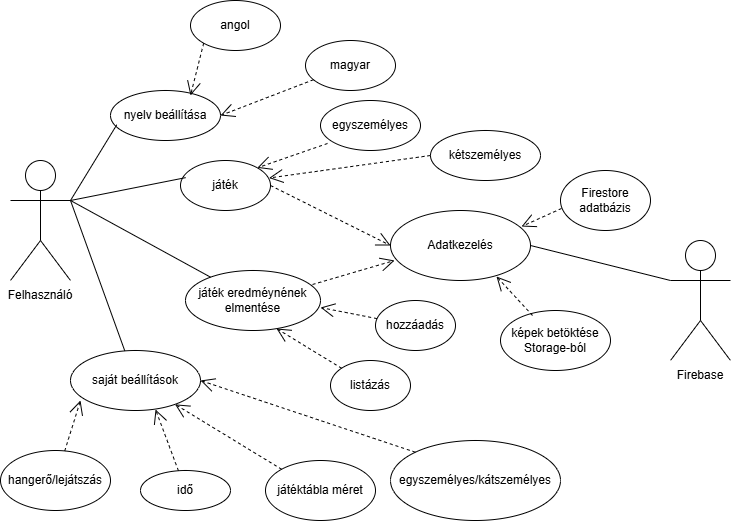 angol
magyar
nyelv beállítása
egyszemélyes
kétszemélyes
játék
Firestore
adatbázis
Adatkezelés
Felhasználó
játék eredméynének
elmentése
hozzáadás
képek betöktése
Storage-ból
Firebase
saját beállítások
listázás
hangerő/lejátszás
idő
játéktábla méret
egyszemélyes/kátszemélyes